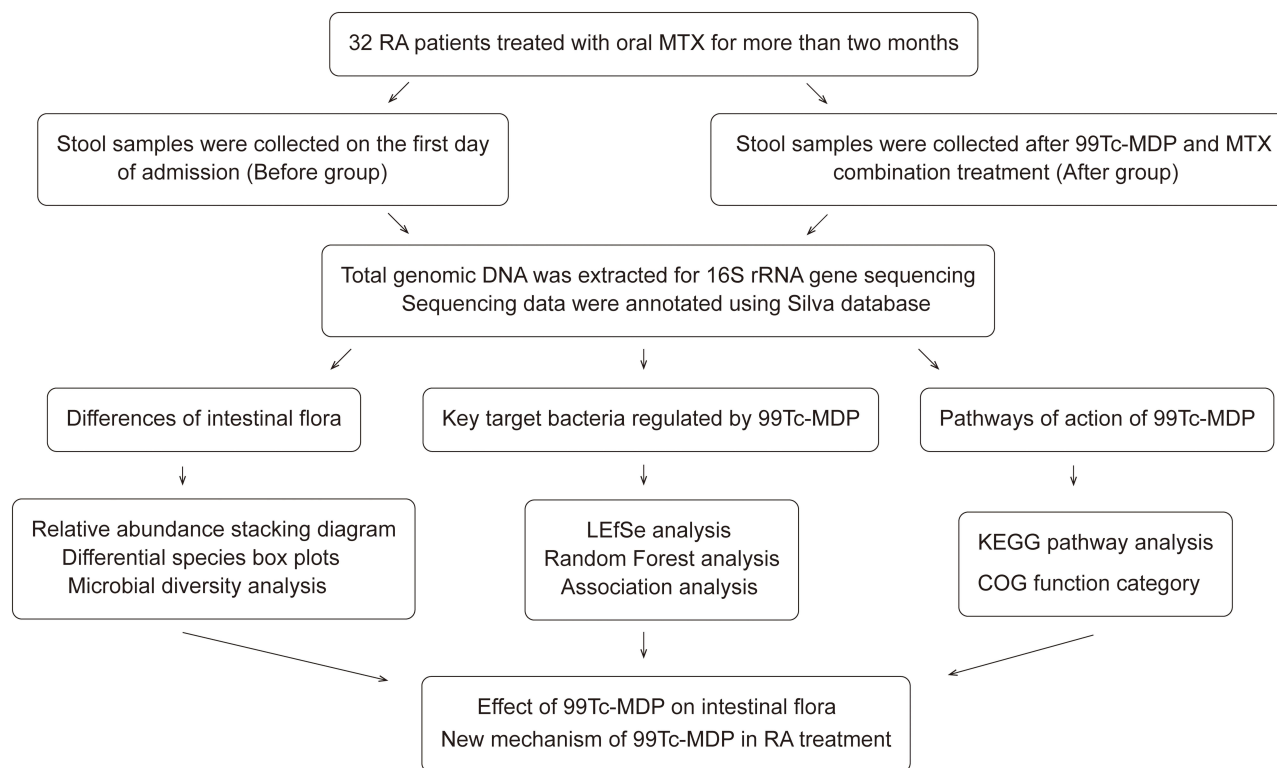 32 RA patients treated with oral MTX for more than two months
Stool samples were collected on the first day
of admission (Before group)
Stool samples were collected after 99Tc-MDP and MTX
combination treatment (After group)
Total genomic DNA was extracted for 16S rRNA gene sequencing
Sequencing data were annotated using Silva database
Differences of intestinal flora
Key target bacteria regulated by 99Tc-MDP
Pathways of action of 99Tc-MDP
Relative abundance stacking diagram
Differential species box plots
Microbial diversity analysis
LEfSe analysis
Random Forest analysis
Association analysis
KEGG pathway analysis
COG function category
Effect of 99Tc-MDP on intestinal flora
New mechanism of 99Tc-MDP in RA treatment